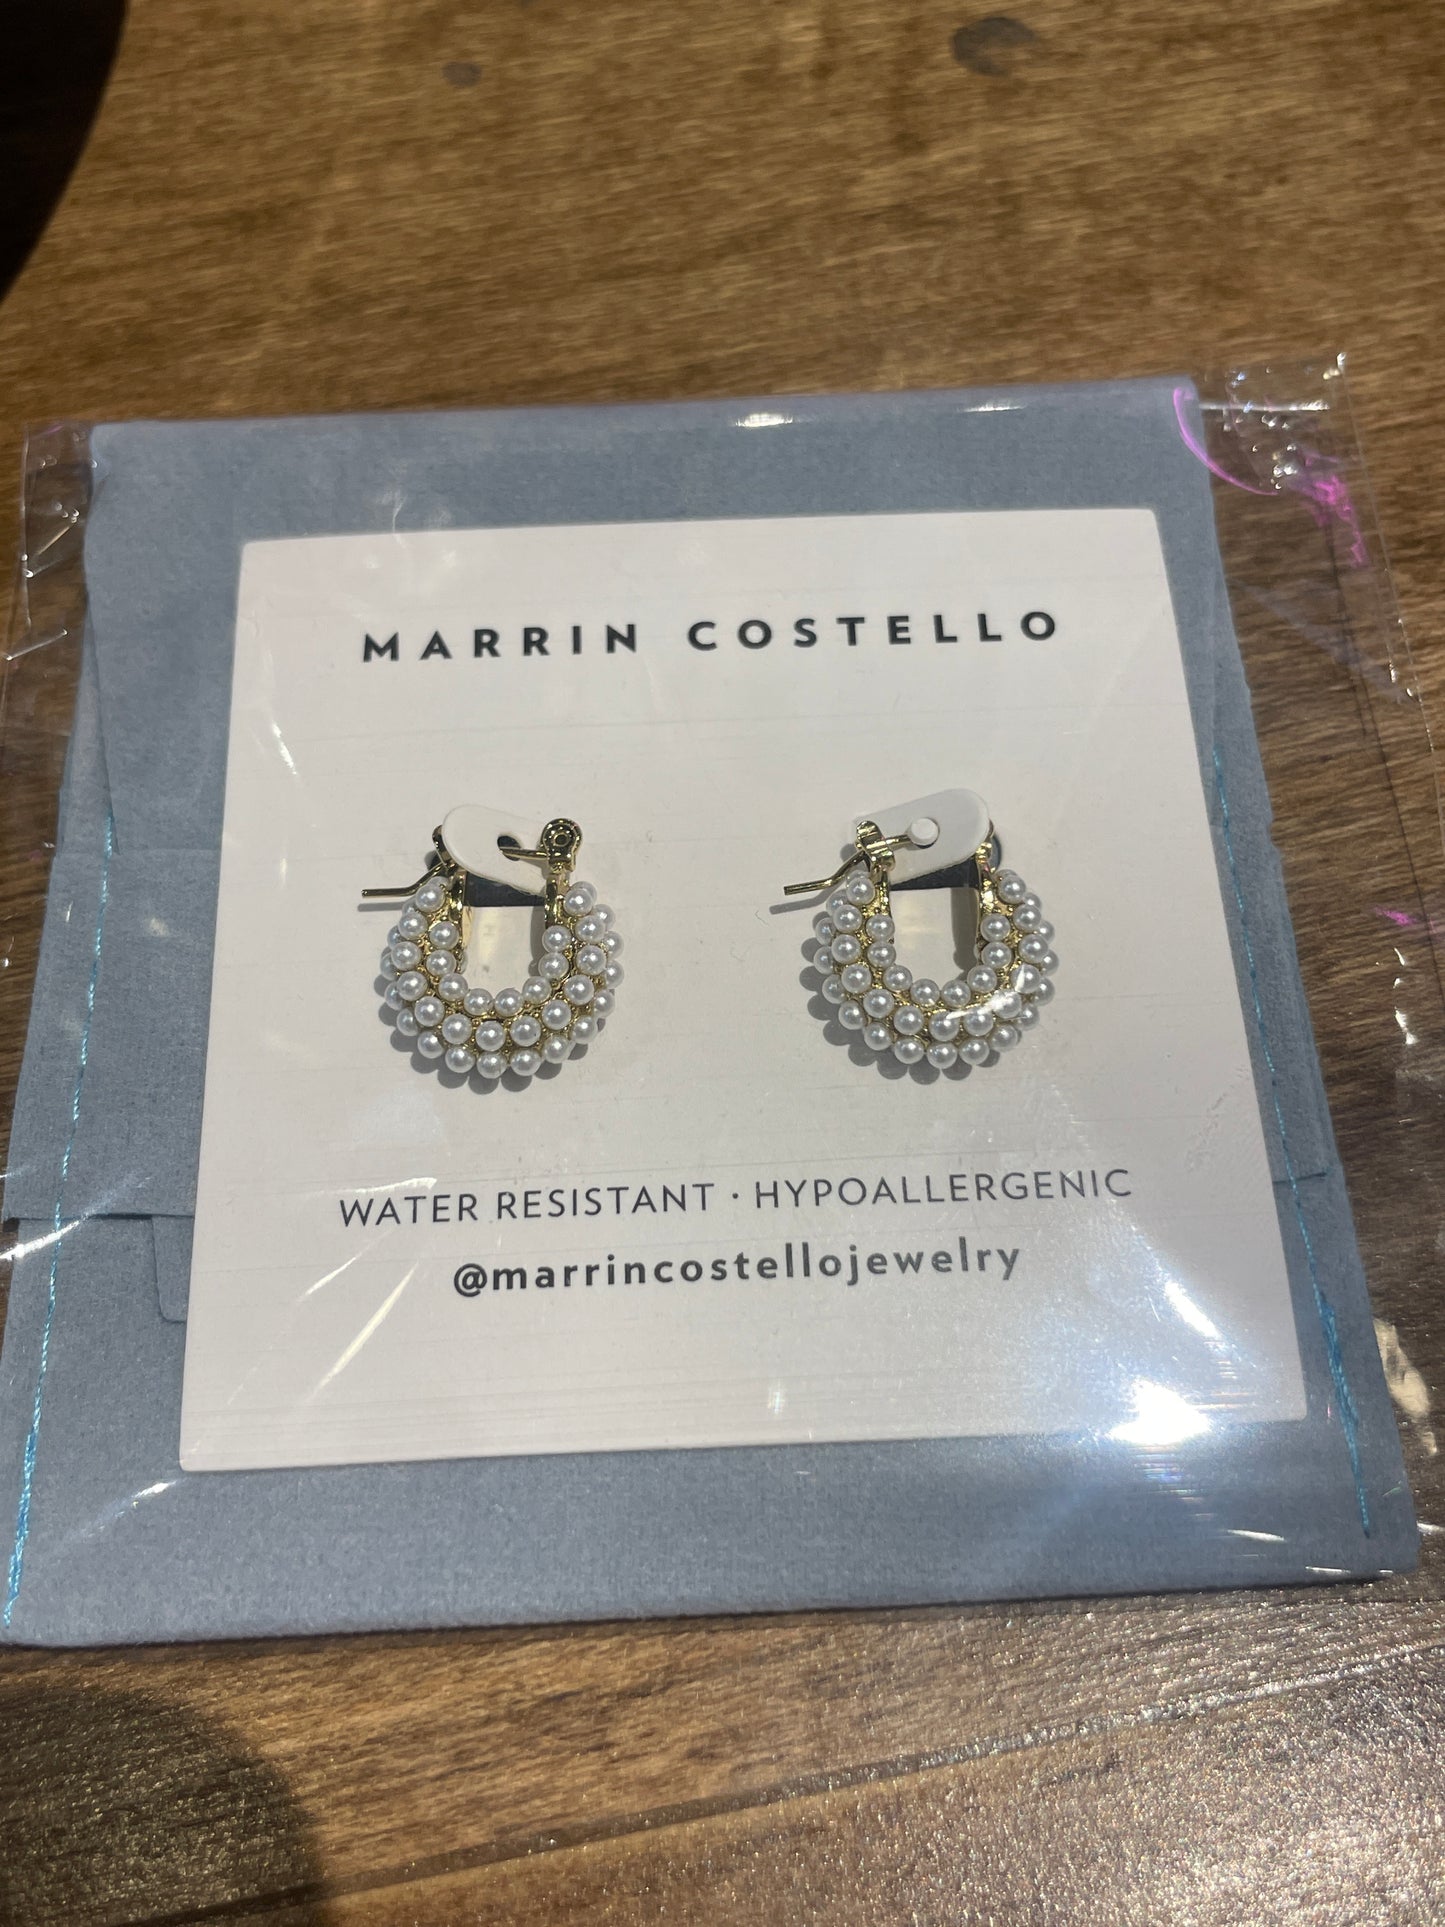 MARRIN COSTELLO
WATER RESISTANT · HYPOALLERGENIC
@marrincostellojewelry